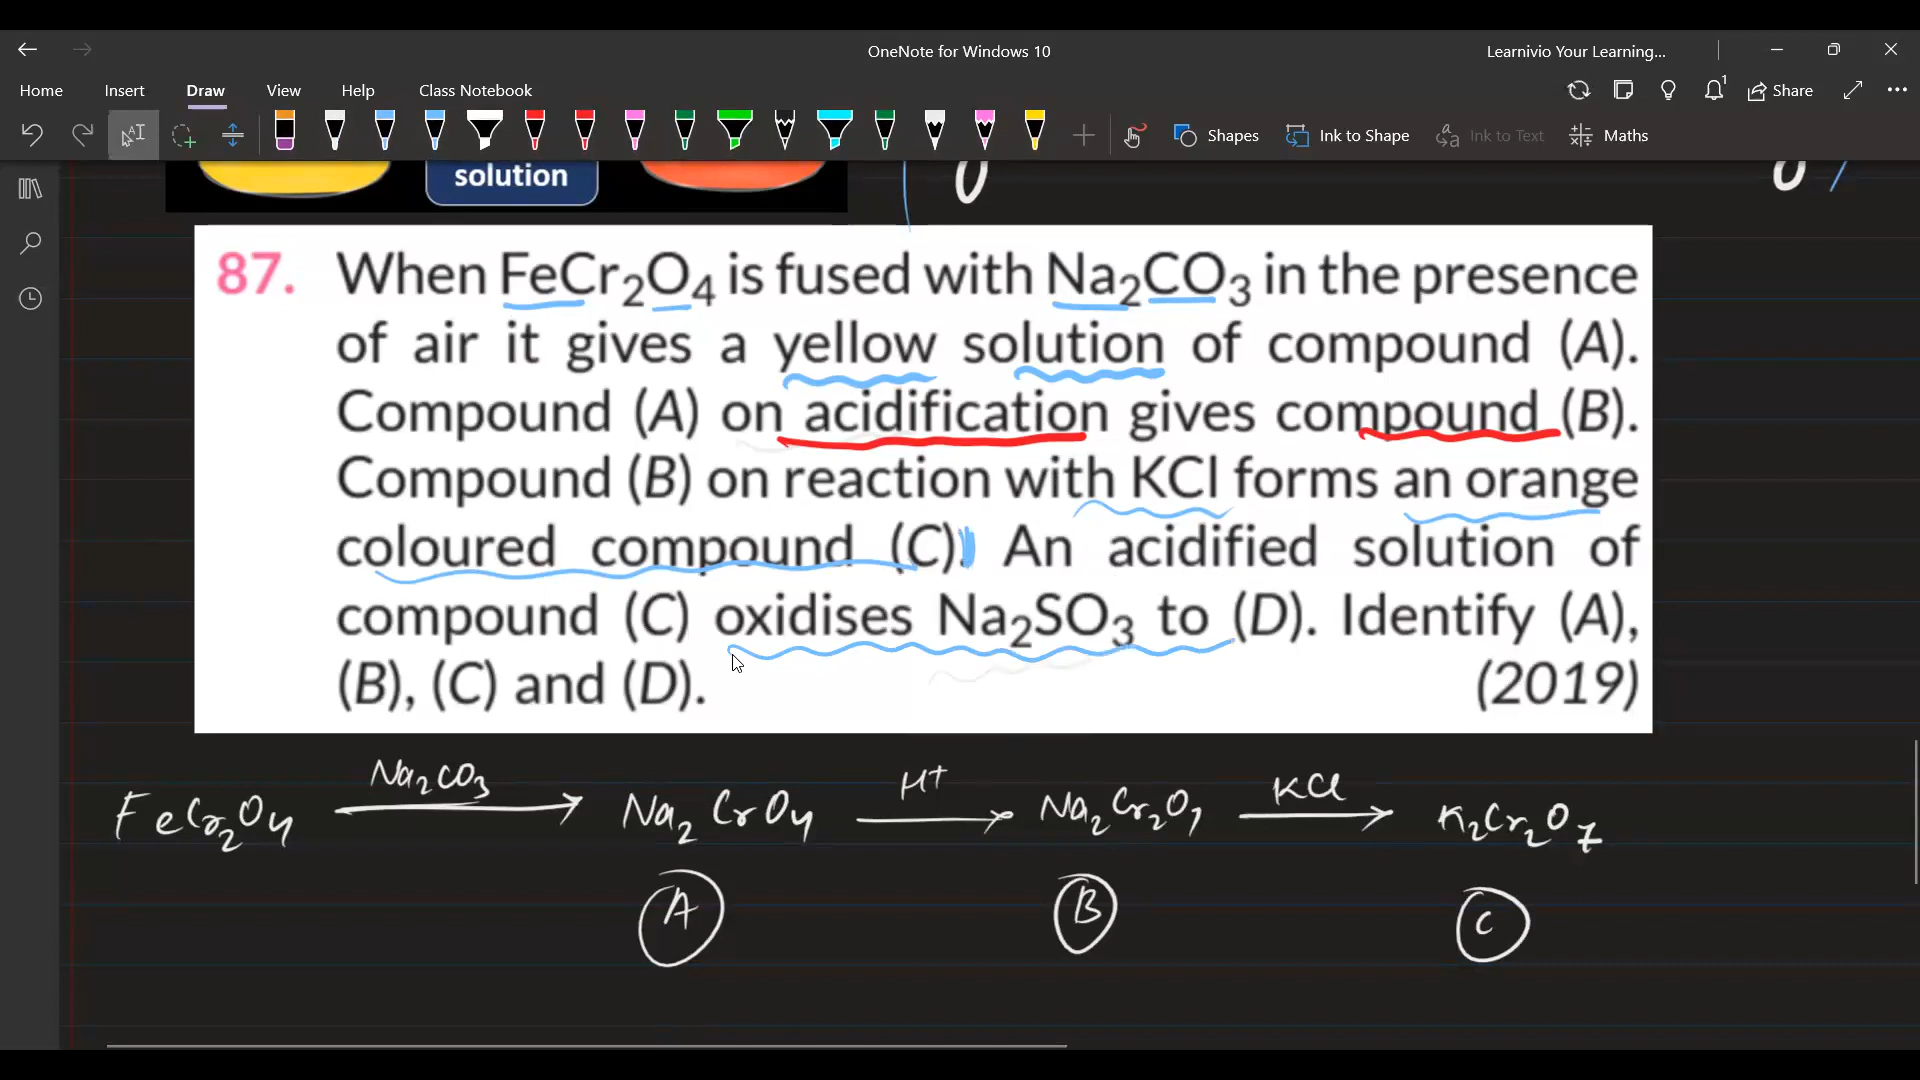 OneNote for Windows 10
Learnivio Your Learning...
Home Insert Draw View Help Class Notebook
1
Share
Shapes Ink to Shape Ink to Text Maths
solution
87. When FeCr₂O₄ is fused with Na₂CO₃ in the presence
of air it gives a yellow solution of compound (A).
Compound (A) on acidification gives compound (B).
Compound (B) on reaction with KCl forms an orange
coloured compound (C). An acidified solution of
compound (C) oxidises Na₂SO₃ to (D). Identify (A),
(B), (C) and (D). (2019)
FeCr₂O₄ Na₂CO₃ Na₂CrO₄ H⁺ Na₂Cr₂O₇ KCl K₂Cr₂O₇
A B C